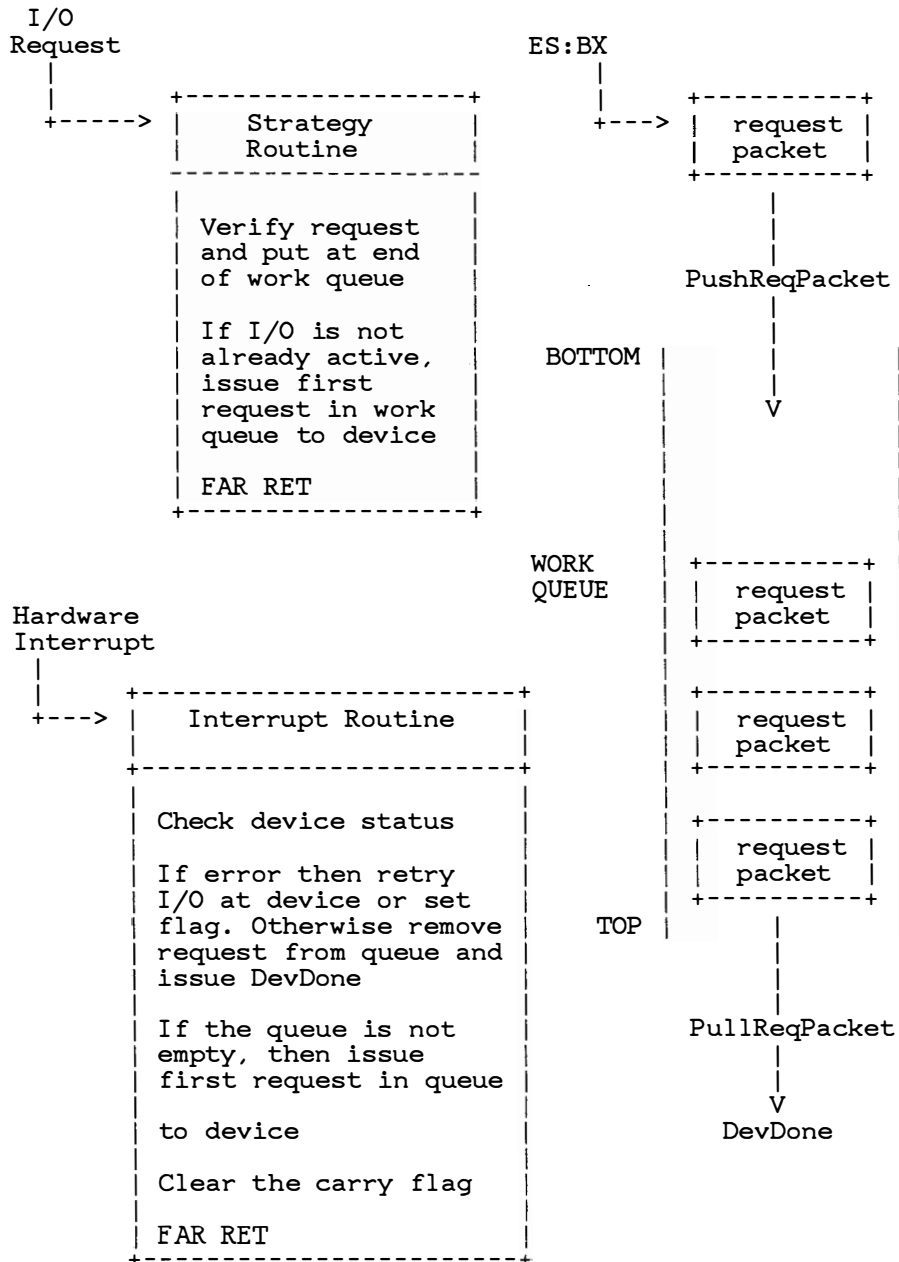 I/O
Request
Strategy
Routine
Verify request
and put at end
of work queue
If I/O is not
already active,
issue first
request in work
queue to device
FAR RET
Hardware
Interrupt
Interrupt Routine
Check device status
If error then retry
I/O at device or set
flag. Otherwise remove
request from queue and
issue DevDone
If the queue is not
empty, then issue
first request in queue
to device
Clear the carry flag
FAR RET
ES:BX
request
packet
PushReqPacket
V
BOTTOM
WORK
QUEUE
request
packet
request
packet
request
packet
TOP
PullReqPacket
V
DevDone